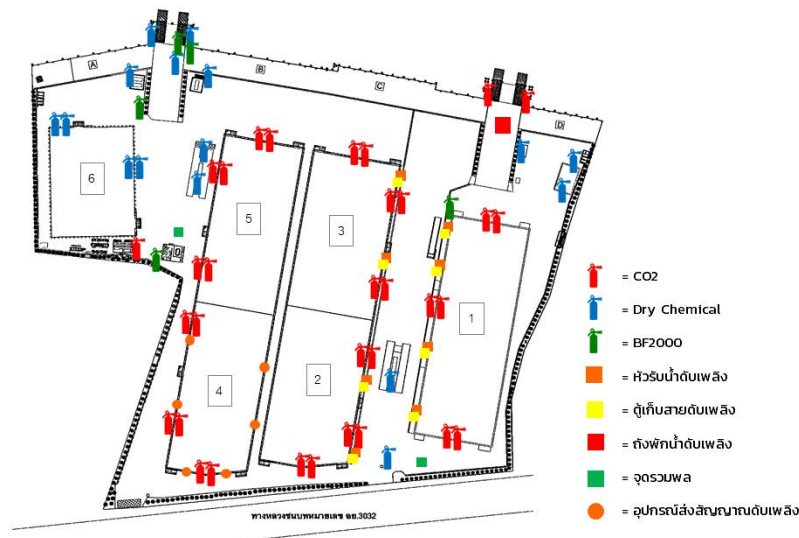 A
B
C
D
6
5
3
1
4
2
= CO2
= Dry Chemical
= BF2000
= หัวรับน้ำดับเพลิง
= ตู้เก็บสายดับเพลิง
= ถังพักน้ำดับเพลิง
= จุดรวมพล
= อุปกรณ์ส่งสัญญาณดับเพลิง
ทางหลวงชนบทหมายเลข อย.3032